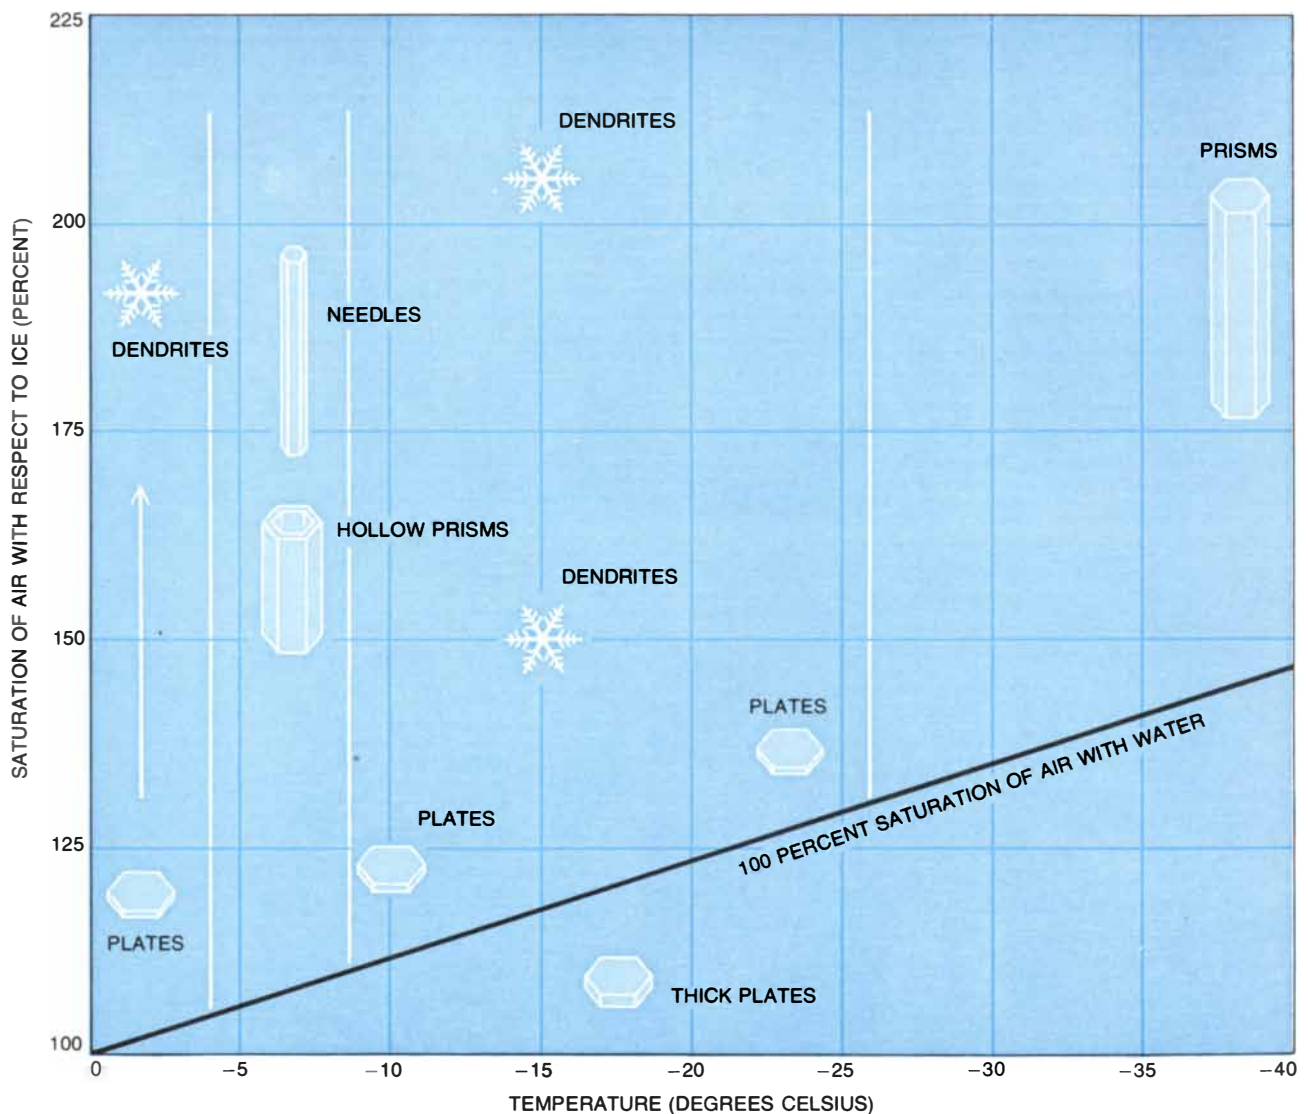 225
DENDRITES
PRISMS
200
NEEDLES
DENDRITES
175
HOLLOW PRISMS
DENDRITES
150
PLATES
100 PERCENT SATURATION OF AIR WITH WATER
PLATES
125
PLATES
THICK PLATES
100
0 −5 −10 −15 −20 −25 −30 −35 −40
TEMPERATURE (DEGREES CELSIUS)
SATURATION OF AIR WITH RESPECT TO ICE (PERCENT)